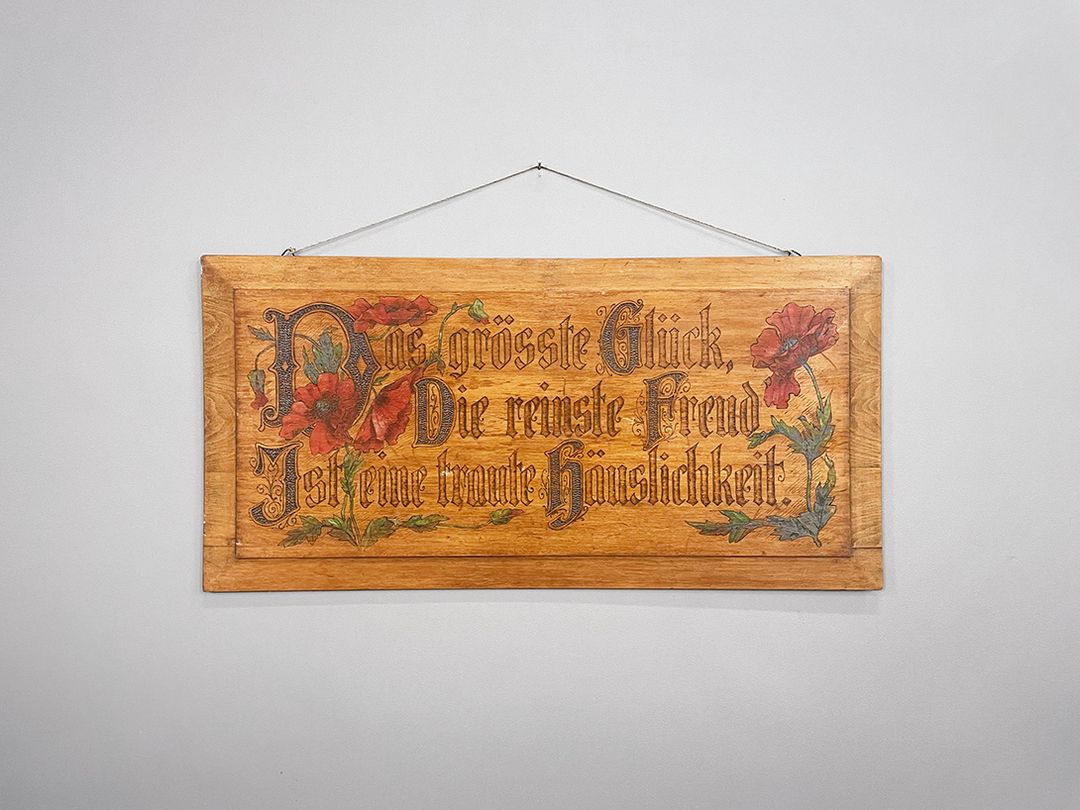 Das grösste Glück,
Die reinste Freud
Ist eine traute Häuslichkeit.